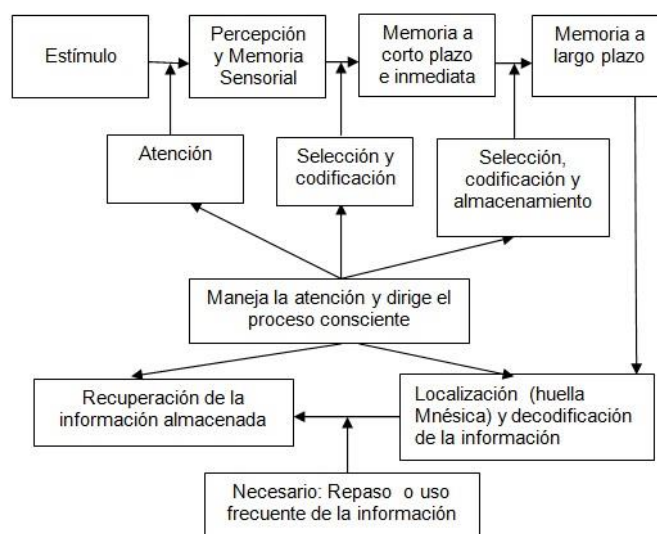 Estímulo
Percepción
y Memoria
Sensorial
Memoria a
corto plazo
e inmediata
Memoria a
largo plazo
Atención
Selección y
codificación
Selección,
codificación y
almacenamiento
Maneja la atención y dirige el
proceso consciente
Recuperación de la
información almacenada
Localización (huella
Mnésica) y decodificación
de la información
Necesario: Repaso o uso
frecuente de la información